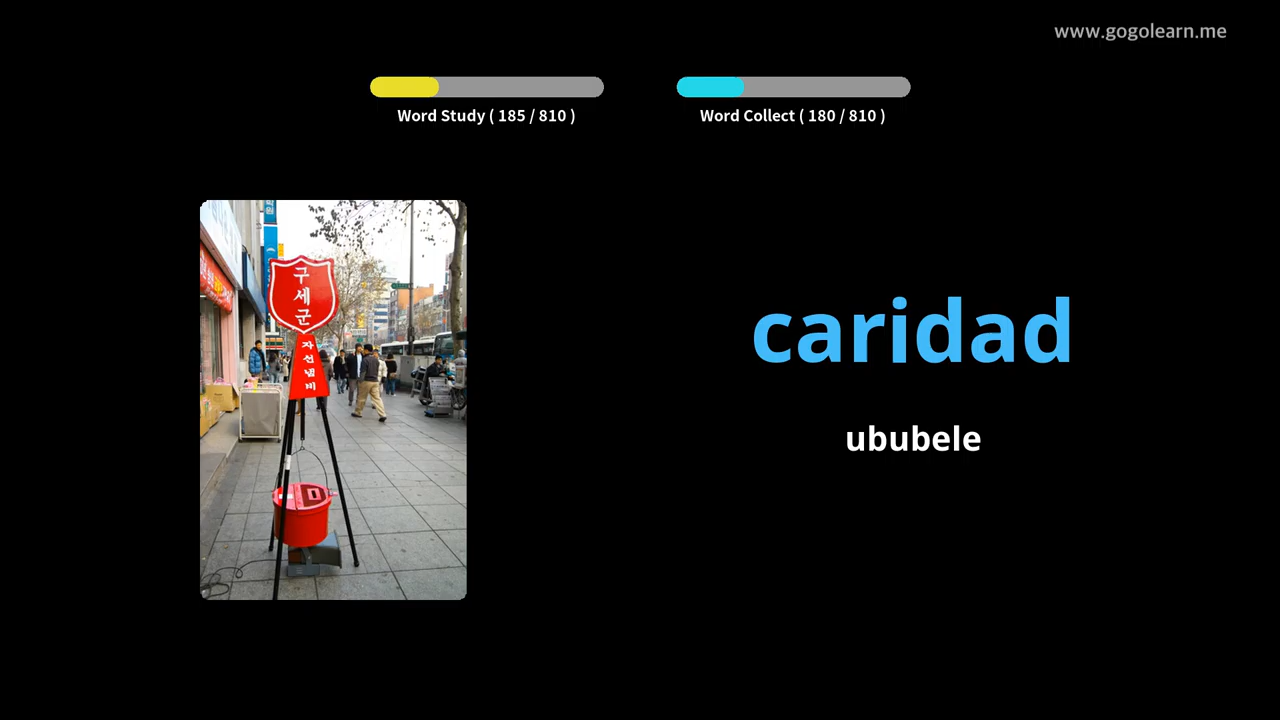 www.gogolearn.me
Word Study ( 185 / 810 )
Word Collect ( 180 / 810 )
구세군
자선냄비
caridad
ububele